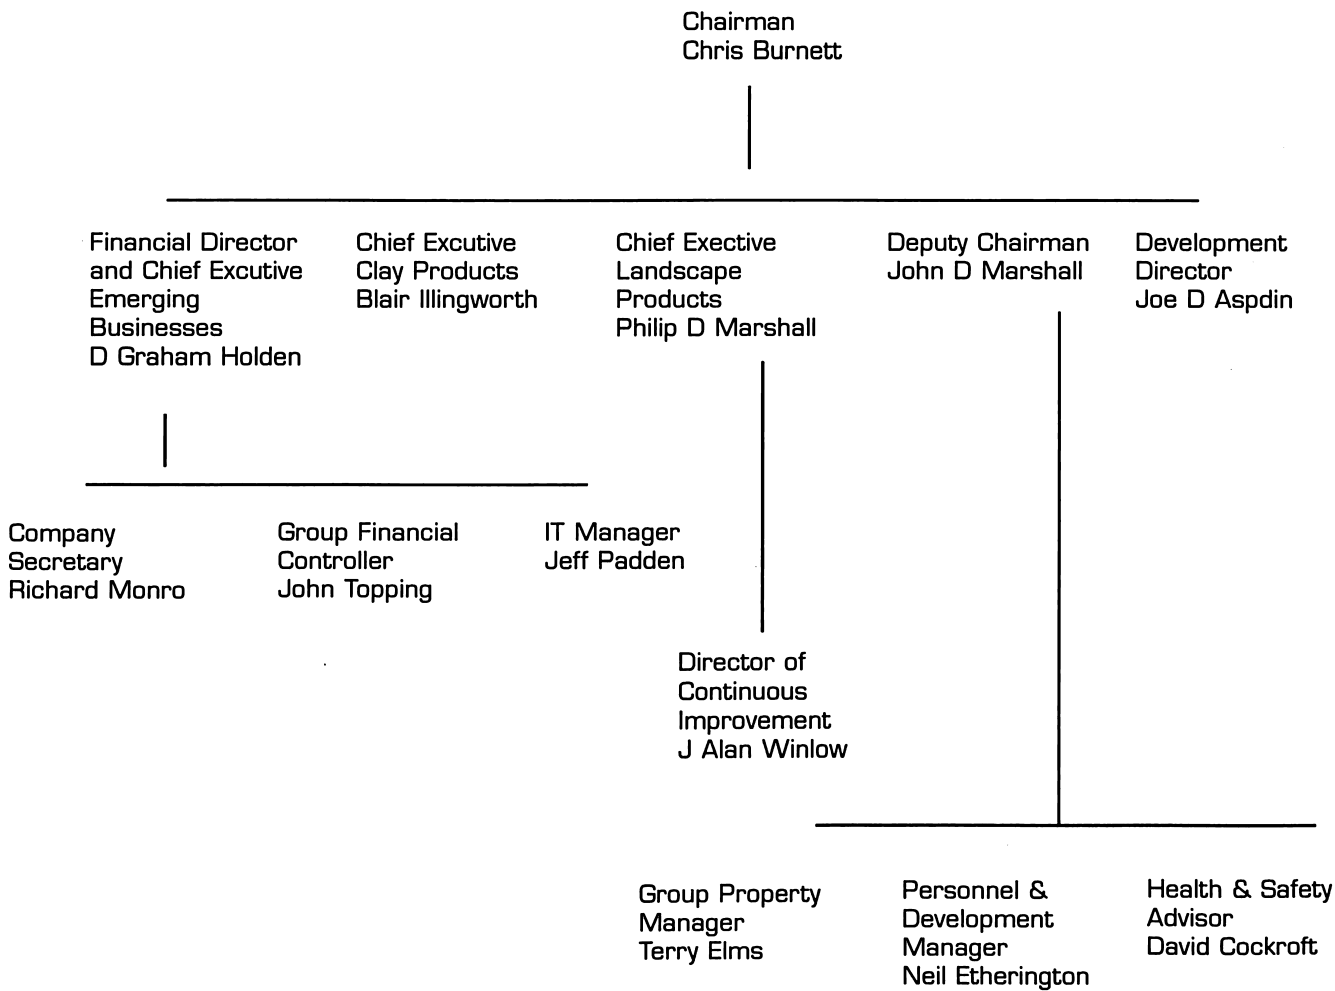 Chairman
Chris Burnett
Financial Director
and Chief Excutive
Emerging
Businesses
D Graham Holden
Chief Excutive
Clay Products
Blair Illingworth
Chief Exective
Landscape
Products
Philip D Marshall
Deputy Chairman
John D Marshall
Development
Director
Joe D Aspdin
Company
Secretary
Richard Monro
Group Financial
Controller
John Topping
IT Manager
Jeff Padden
Director of
Continuous
Improvement
J Alan Winlow
Group Property
Manager
Terry Elms
Personnel &
Development
Manager
Neil Etherington
Health & Safety
Advisor
David Cockroft